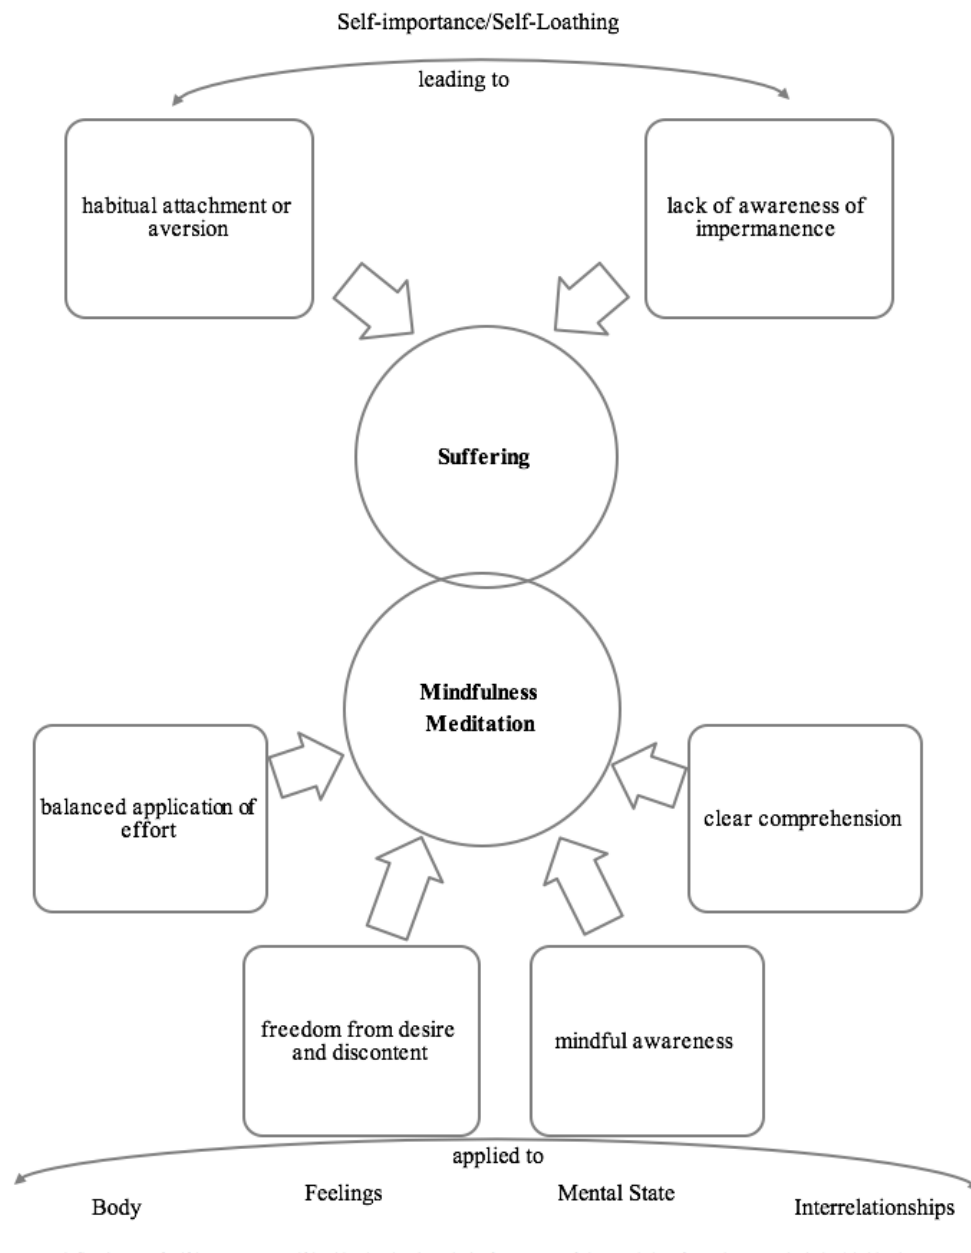 Self-importance/Self-Loathing
leading to
habitual attachment or
aversion
lack of awareness of
impermanence
Suffering
Mindfulness
Meditation
balanced application of
effort
clear comprehension
freedom from desire
and discontent
mindful awareness
applied to
Body
Feelings
Mental State
Interrelationships